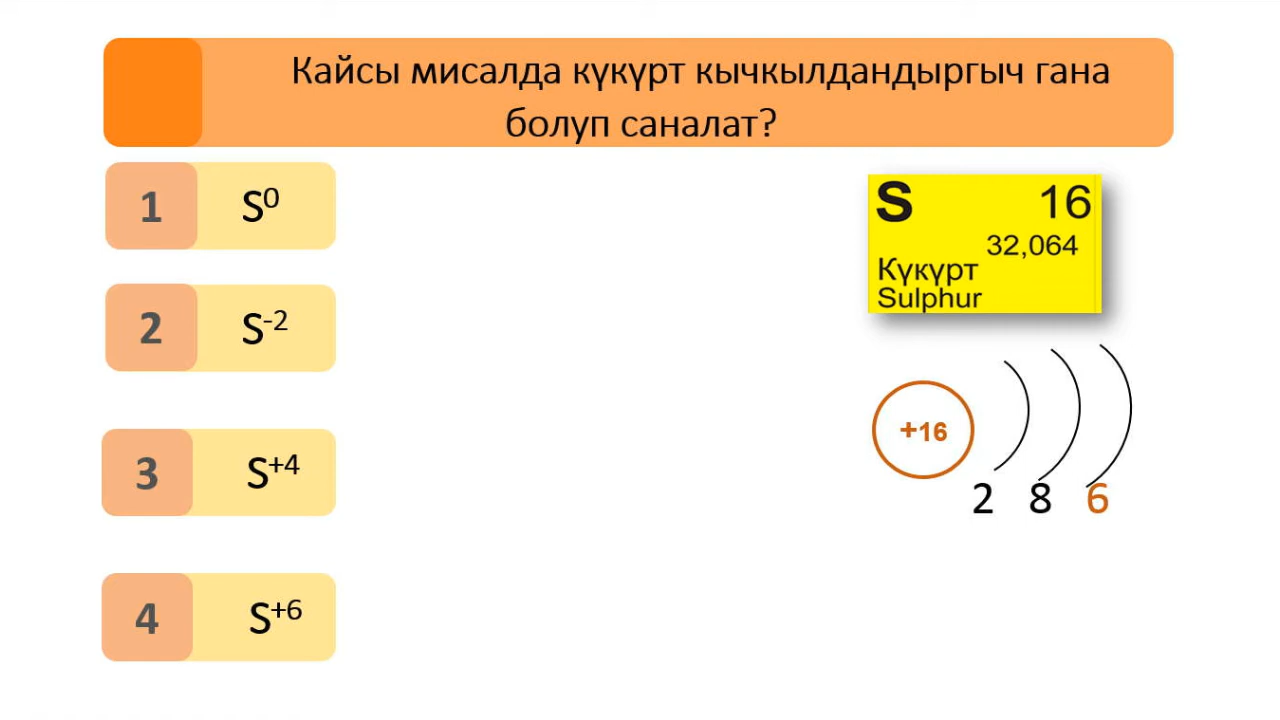 Кайсы мисалда күкүрт кычкылдандыргыч гана
болуп саналат?
1 S⁰
2 S⁻²
3 S⁺⁴
4 S⁺⁶
S 16
32,064
Күкүрт
Sulphur
+16
2 8 6